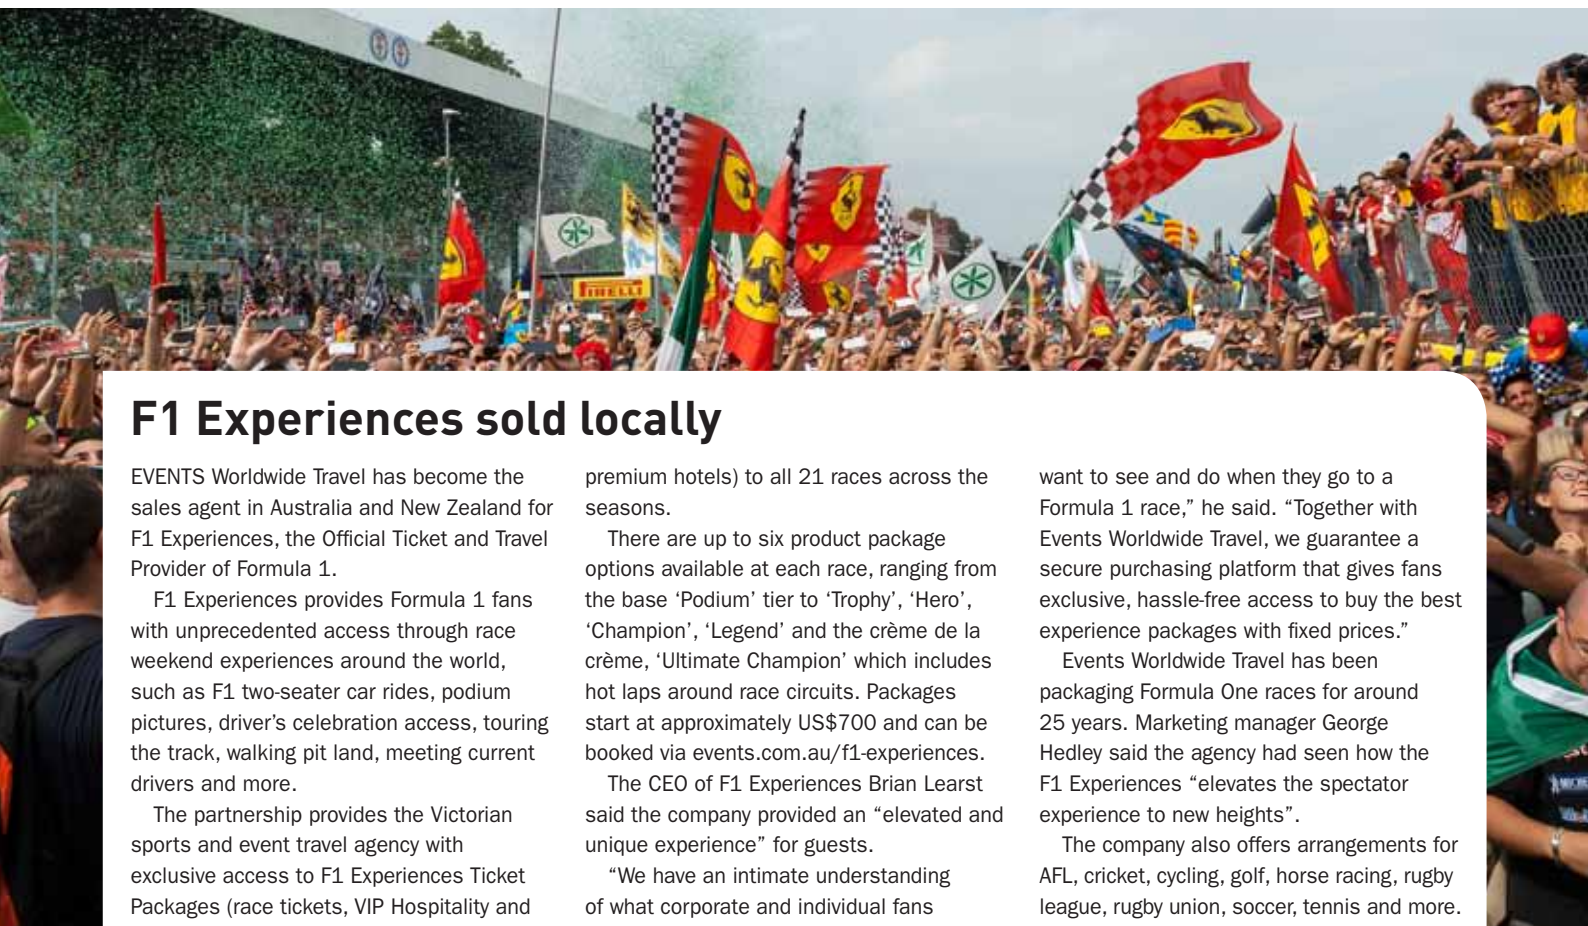 PIRELLI
F1 Experiences sold locally
EVENTS Worldwide Travel has become the
sales agent in Australia and New Zealand for
F1 Experiences, the Official Ticket and Travel
Provider of Formula 1.
F1 Experiences provides Formula 1 fans
with unprecedented access through race
weekend experiences around the world,
such as F1 two-seater car rides, podium
pictures, driver’s celebration access, touring
the track, walking pit land, meeting current
drivers and more.
The partnership provides the Victorian
sports and event travel agency with
exclusive access to F1 Experiences Ticket
Packages (race tickets, VIP Hospitality and
premium hotels) to all 21 races across the
seasons.
There are up to six product package
options available at each race, ranging from
the base ‘Podium’ tier to ‘Trophy’, ‘Hero’,
‘Champion’, ‘Legend’ and the crème de la
crème, ‘Ultimate Champion’ which includes
hot laps around race circuits. Packages
start at approximately US$700 and can be
booked via events.com.au/f1-experiences.
The CEO of F1 Experiences Brian Learst
said the company provided an “elevated and
unique experience” for guests.
“We have an intimate understanding
of what corporate and individual fans
want to see and do when they go to a
Formula 1 race,” he said. “Together with
Events Worldwide Travel, we guarantee a
secure purchasing platform that gives fans
exclusive, hassle-free access to buy the best
experience packages with fixed prices.”
Events Worldwide Travel has been
packaging Formula One races for around
25 years. Marketing manager George
Hedley said the agency had seen how the
F1 Experiences “elevates the spectator
experience to new heights”.
The company also offers arrangements for
AFL, cricket, cycling, golf, horse racing, rugby
league, rugby union, soccer, tennis and more.